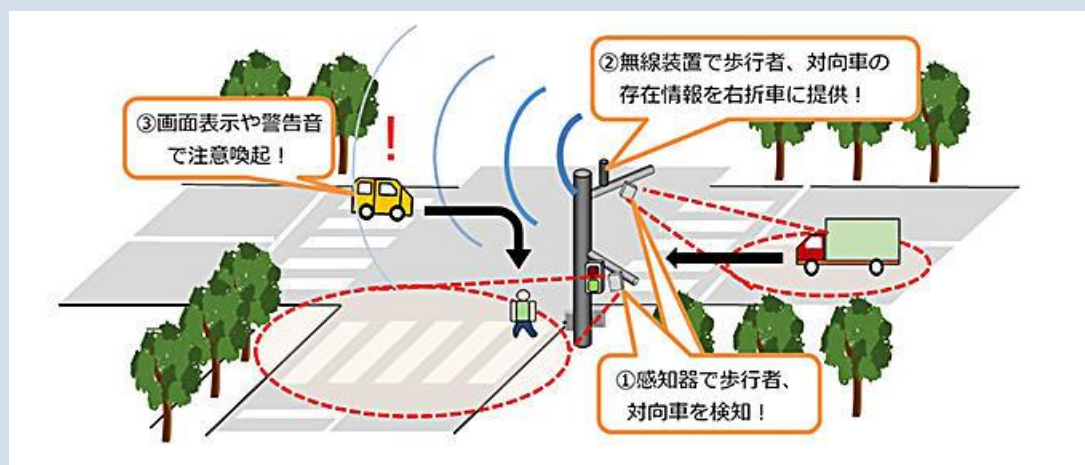 ①感知器で歩行者、
対向車を検知！
②無線装置で歩行者、対向車の
存在情報を右折車に提供！
③画面表示や警告音
で注意喚起！
!